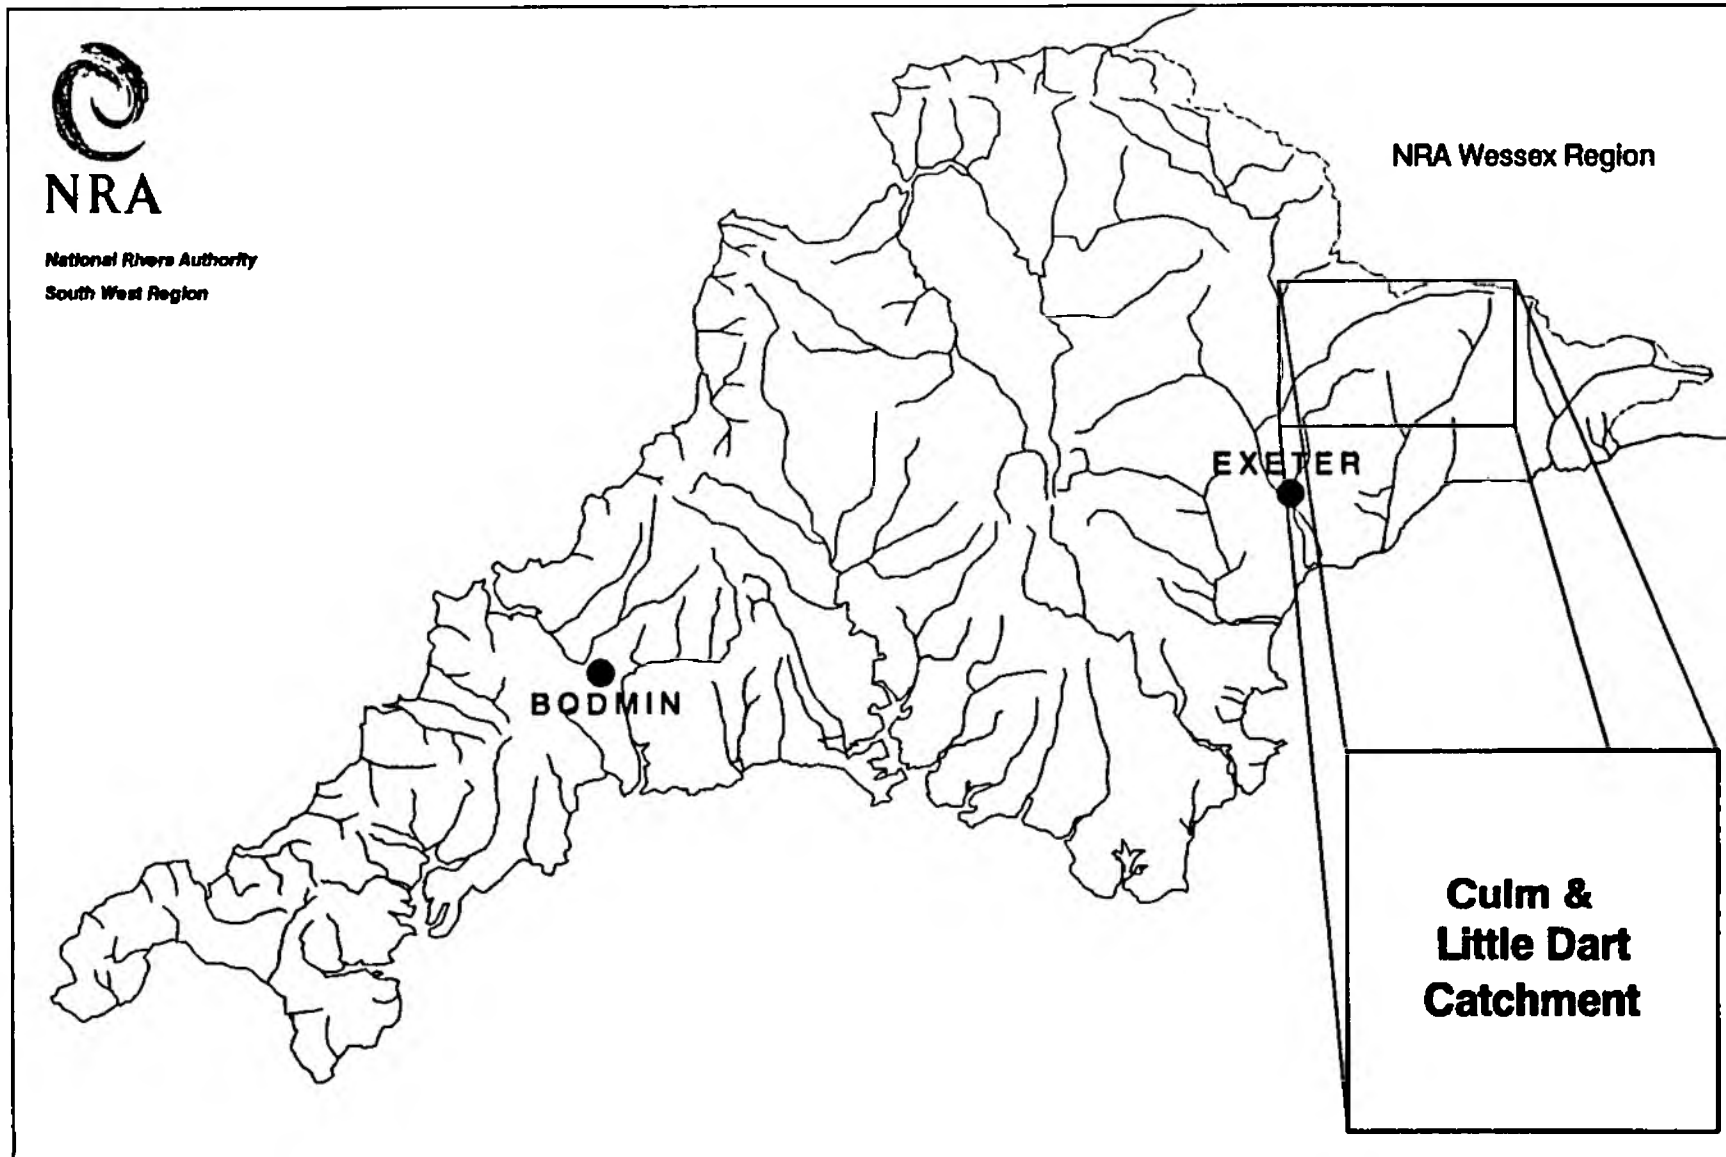 NRA
National Rivers Authority
South West Region
NRA Wessex Region
EXETER
BODMIN
Culm &
Little Dart
Catchment